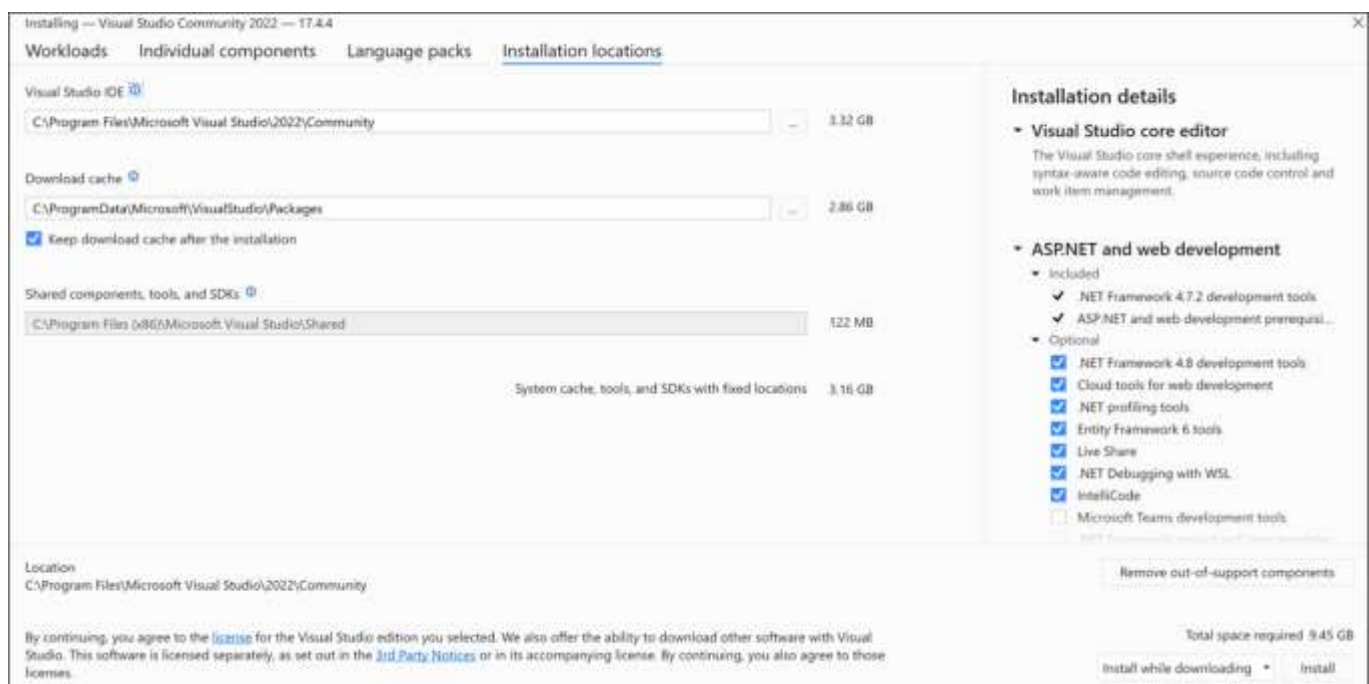 Installing — Visual Studio Community 2022 — 17.4.4
Workloads Individual components Language packs Installation locations
Visual Studio IDE
C:\Program Files\Microsoft Visual Studio\2022\Community ... 3.32 GB
Download cache
C:\ProgramData\Microsoft\VisualStudio\Packages ... 2.86 GB
Keep download cache after the installation
Shared components, tools, and SDKs
C:\Program Files (x86)\Microsoft Visual Studio\Shared 122 MB
System cache, tools, and SDKs with fixed locations 3.16 GB
Installation details
Visual Studio core editor
The Visual Studio core shell experience, including
syntax-aware code editing, source code control and
work item management.
ASP.NET and web development
Included
.NET Framework 4.7.2 development tools
ASP.NET and web development prerequisi...
Optional
.NET Framework 4.8 development tools
Cloud tools for web development
.NET profiling tools
Entity Framework 6 tools
Live Share
.NET Debugging with WSL
IntelliCode
Microsoft Teams development tools
Location
C:\Program Files\Microsoft Visual Studio\2022\Community
Remove out-of-support components
By continuing, you agree to the license for the Visual Studio edition you selected. We also offer the ability to download other software with Visual
Studio. This software is licensed separately, as set out in the 3rd Party Notices or in its accompanying license. By continuing, you also agree to those
licenses.
Total space required 9.45 GB
Install while downloading Install